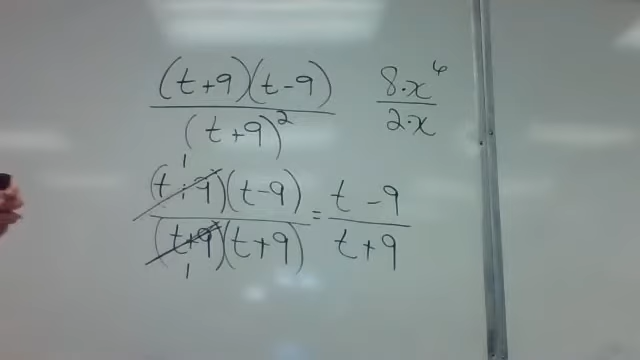 (t+9)(t-9) / (t+9)²
8·x⁶ / 2·x
(t+9)(t-9) / (t+9)(t+9) = t-9 / t+9
1
1